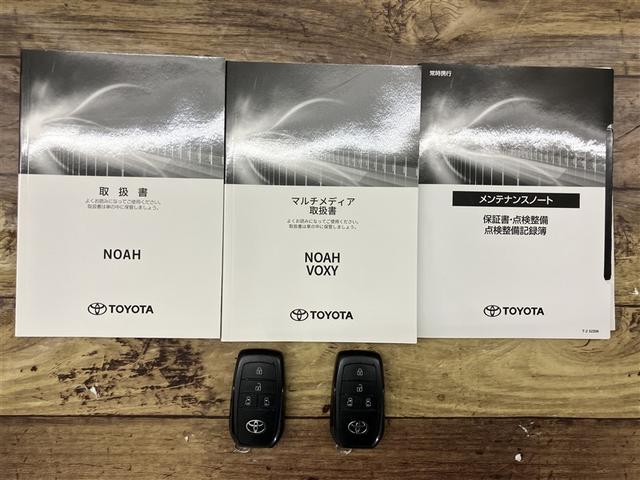 取扱書
よくお読みになってご使用ください。
取扱書は車の中に保管しましょう。
NOAH
TOYOTA
マルチメディア
取扱書
よくお読みになってご使用ください。
取扱書は車の中に保管しましょう。
NOAH
VOXY
TOYOTA
常時携行
メンテナンスノート
保証書・点検整備
点検整備記録簿
TOYOTA